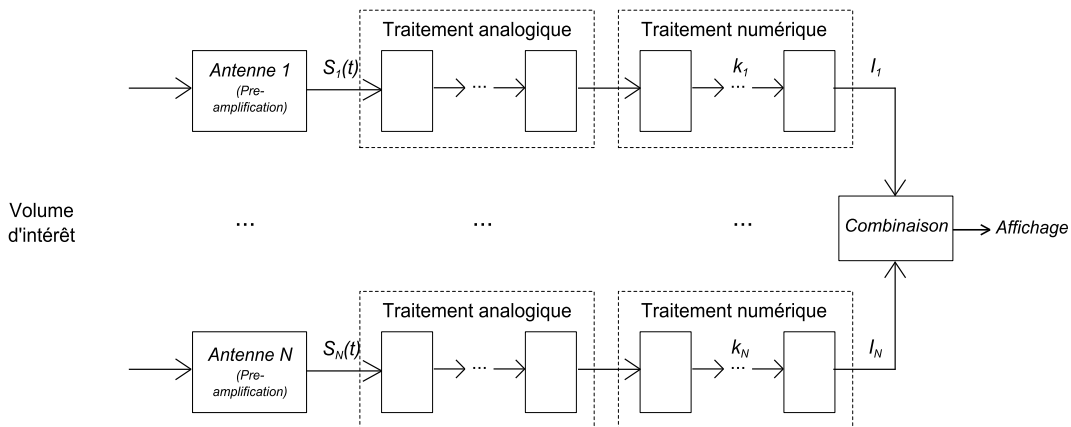 Traitement analogique
Traitement numérique
Antenne 1
(Pre-
amplification)
S1(t)
...
k1
...
I1
Volume
d'intérêt
...
...
...
Combinaison
Affichage
Traitement analogique
Traitement numérique
Antenne N
(Pre-
amplification)
SN(t)
...
kN
...
IN